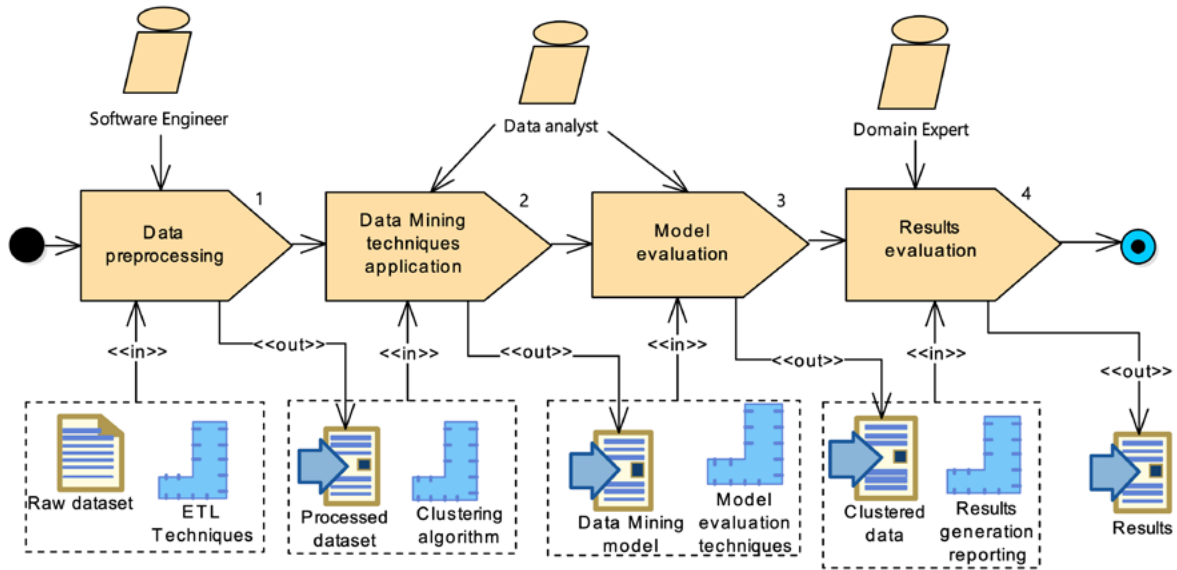 Software Engineer
Data analyst
Domain Expert
1
Data
preprocessing
2
Data Mining
techniques
application
3
Model
evaluation
4
Results
evaluation
<<in>>
<<out>>
<<in>>
<<out>>
<<in>>
<<out>>
<<in>>
<<out>>
Raw dataset
ETL
Techniques
Processed
dataset
Clustering
algorithm
Data Mining
model
Model
evaluation
techniques
Clustered
data
Results
generation
reporting
Results